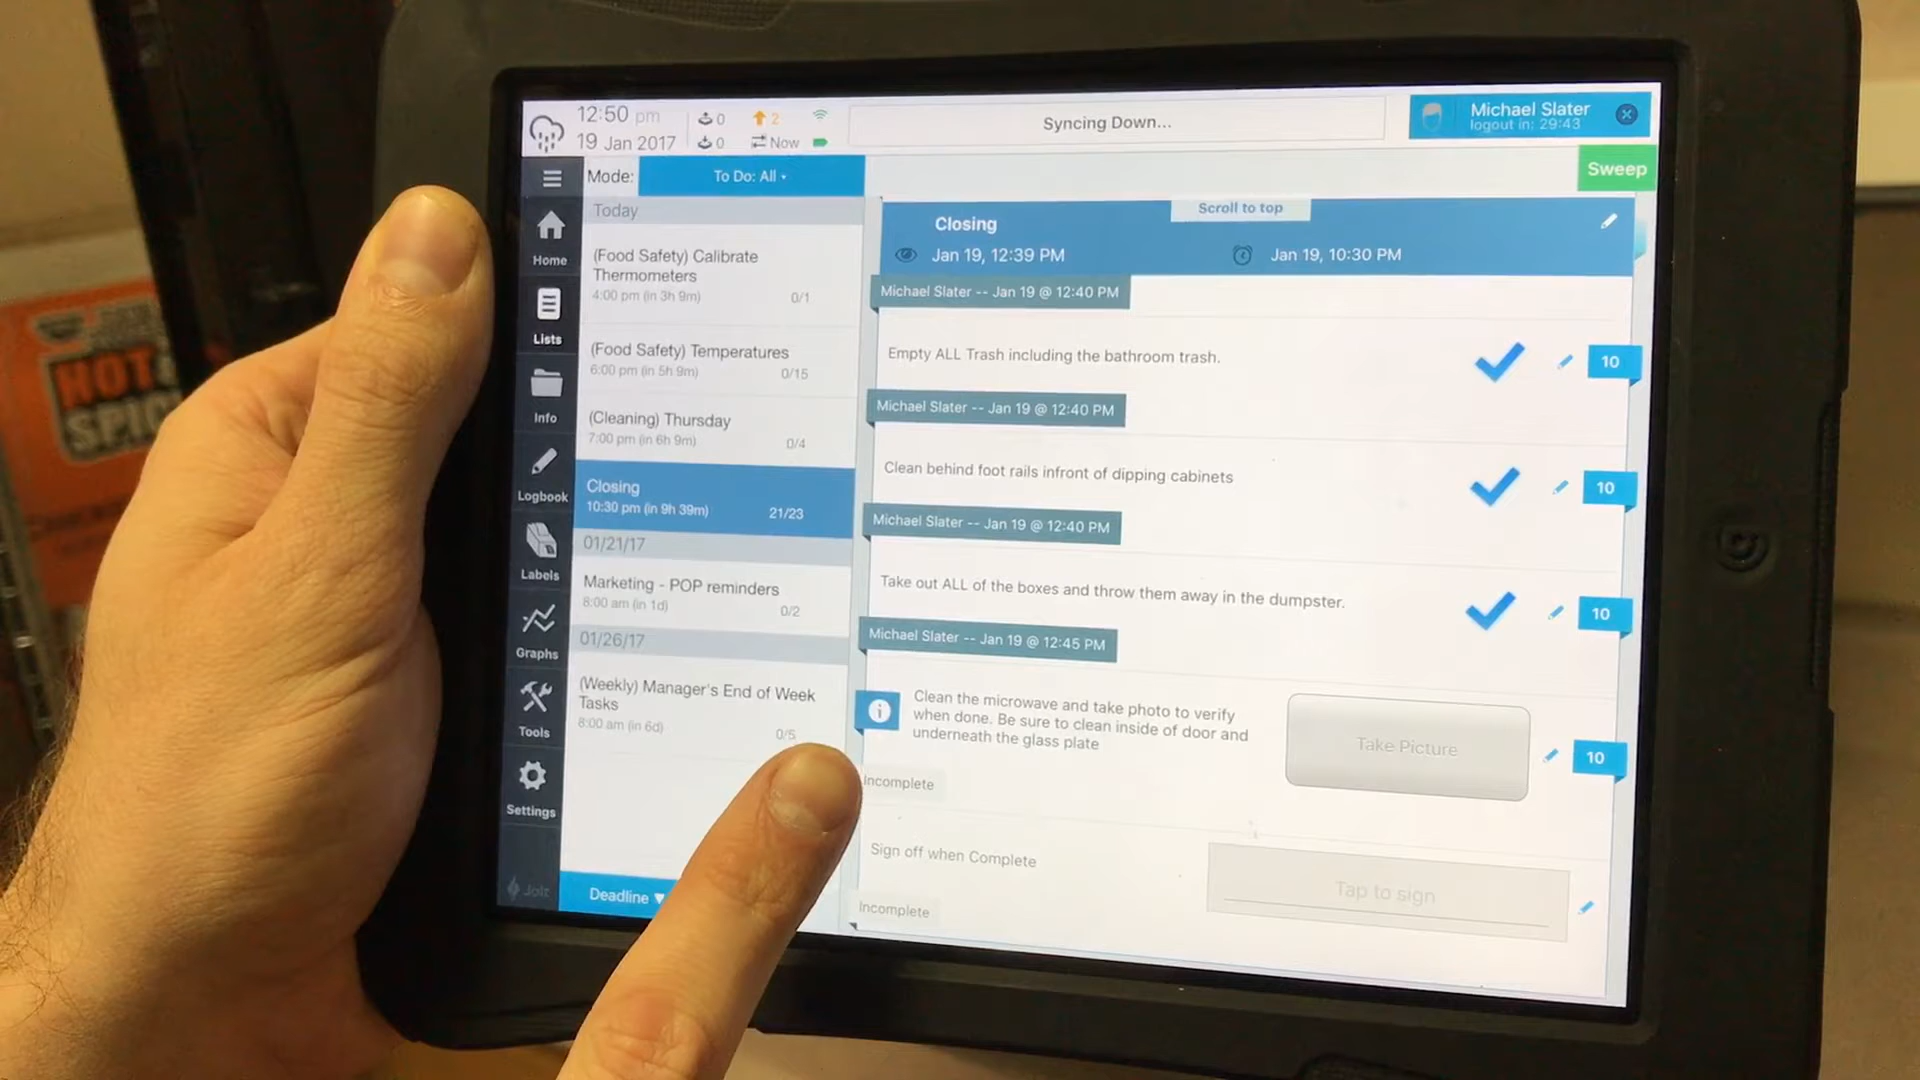 12:50 pm
19 Jan 2017
0
2
0
Now
Syncing Down...
Michael Slater
logout in: 29:43
Sweep
Mode:
To Do: All
Home
Lists
Info
Logbook
Labels
Graphs
Tools
Settings
Jolt
Today
(Food Safety) Calibrate
Thermometers
4:00 pm (in 3h 9m)
0/1
(Food Safety) Temperatures
6:00 pm (in 5h 9m)
0/15
(Cleaning) Thursday
7:00 pm (in 6h 9m)
0/4
Closing
10:30 pm (in 9h 39m)
21/23
01/21/17
Marketing - POP reminders
8:00 am (in 1d)
0/2
01/26/17
(Weekly) Manager's End of Week
Tasks
8:00 am (in 6d)
0/5
Deadline
Scroll to top
Closing
Jan 19, 12:39 PM
Jan 19, 10:30 PM
Michael Slater -- Jan 19 @ 12:40 PM
Empty ALL Trash including the bathroom trash.
10
Michael Slater -- Jan 19 @ 12:40 PM
Clean behind foot rails infront of dipping cabinets
10
Michael Slater -- Jan 19 @ 12:40 PM
Take out ALL of the boxes and throw them away in the dumpster.
10
Michael Slater -- Jan 19 @ 12:45 PM
Clean the microwave and take photo to verify
when done. Be sure to clean inside of door and
underneath the glass plate
Take Picture
10
Incomplete
Sign off when Complete
Tap to sign
Incomplete
HOT